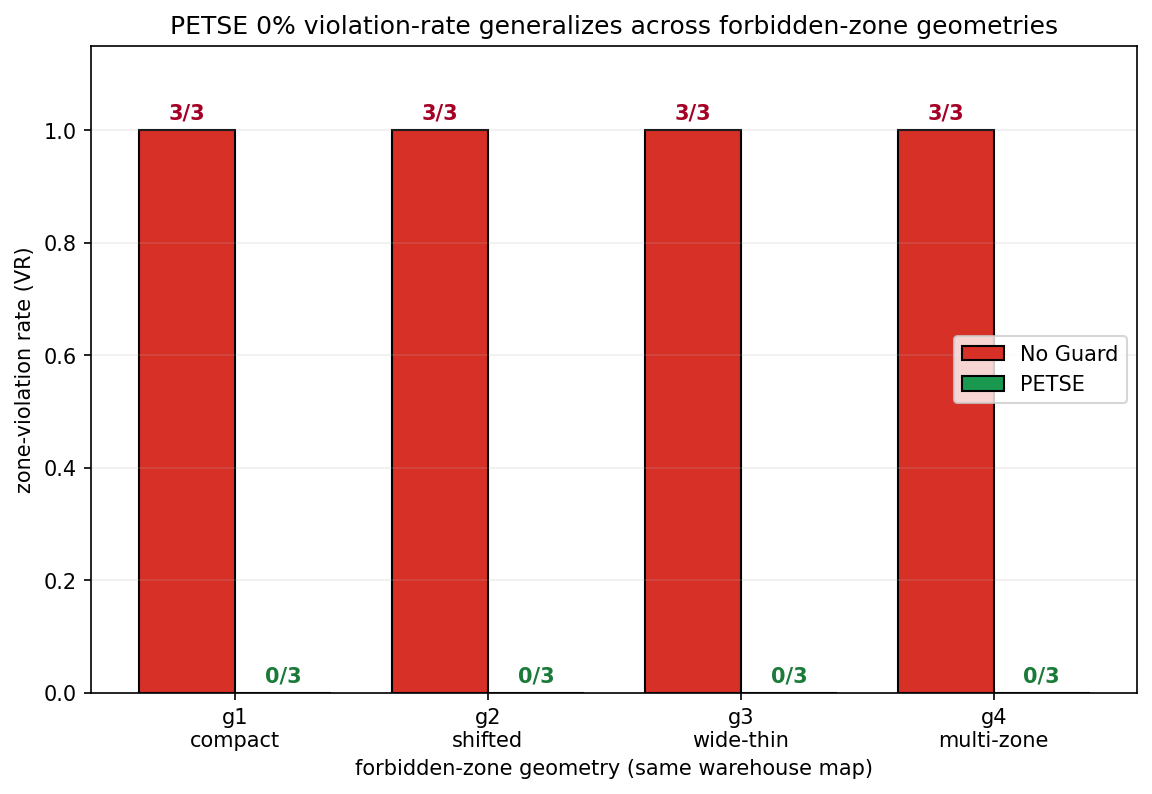 PETSE 0% violation-rate generalizes across forbidden-zone geometries
3/3 3/3 3/3 3/3
1.0
0.8
0.6
0.4
0.2
0.0
zone-violation rate (VR)
No Guard
PETSE
0/3 0/3 0/3 0/3
g1 g2 g3 g4
compact shifted wide-thin multi-zone
forbidden-zone geometry (same warehouse map)